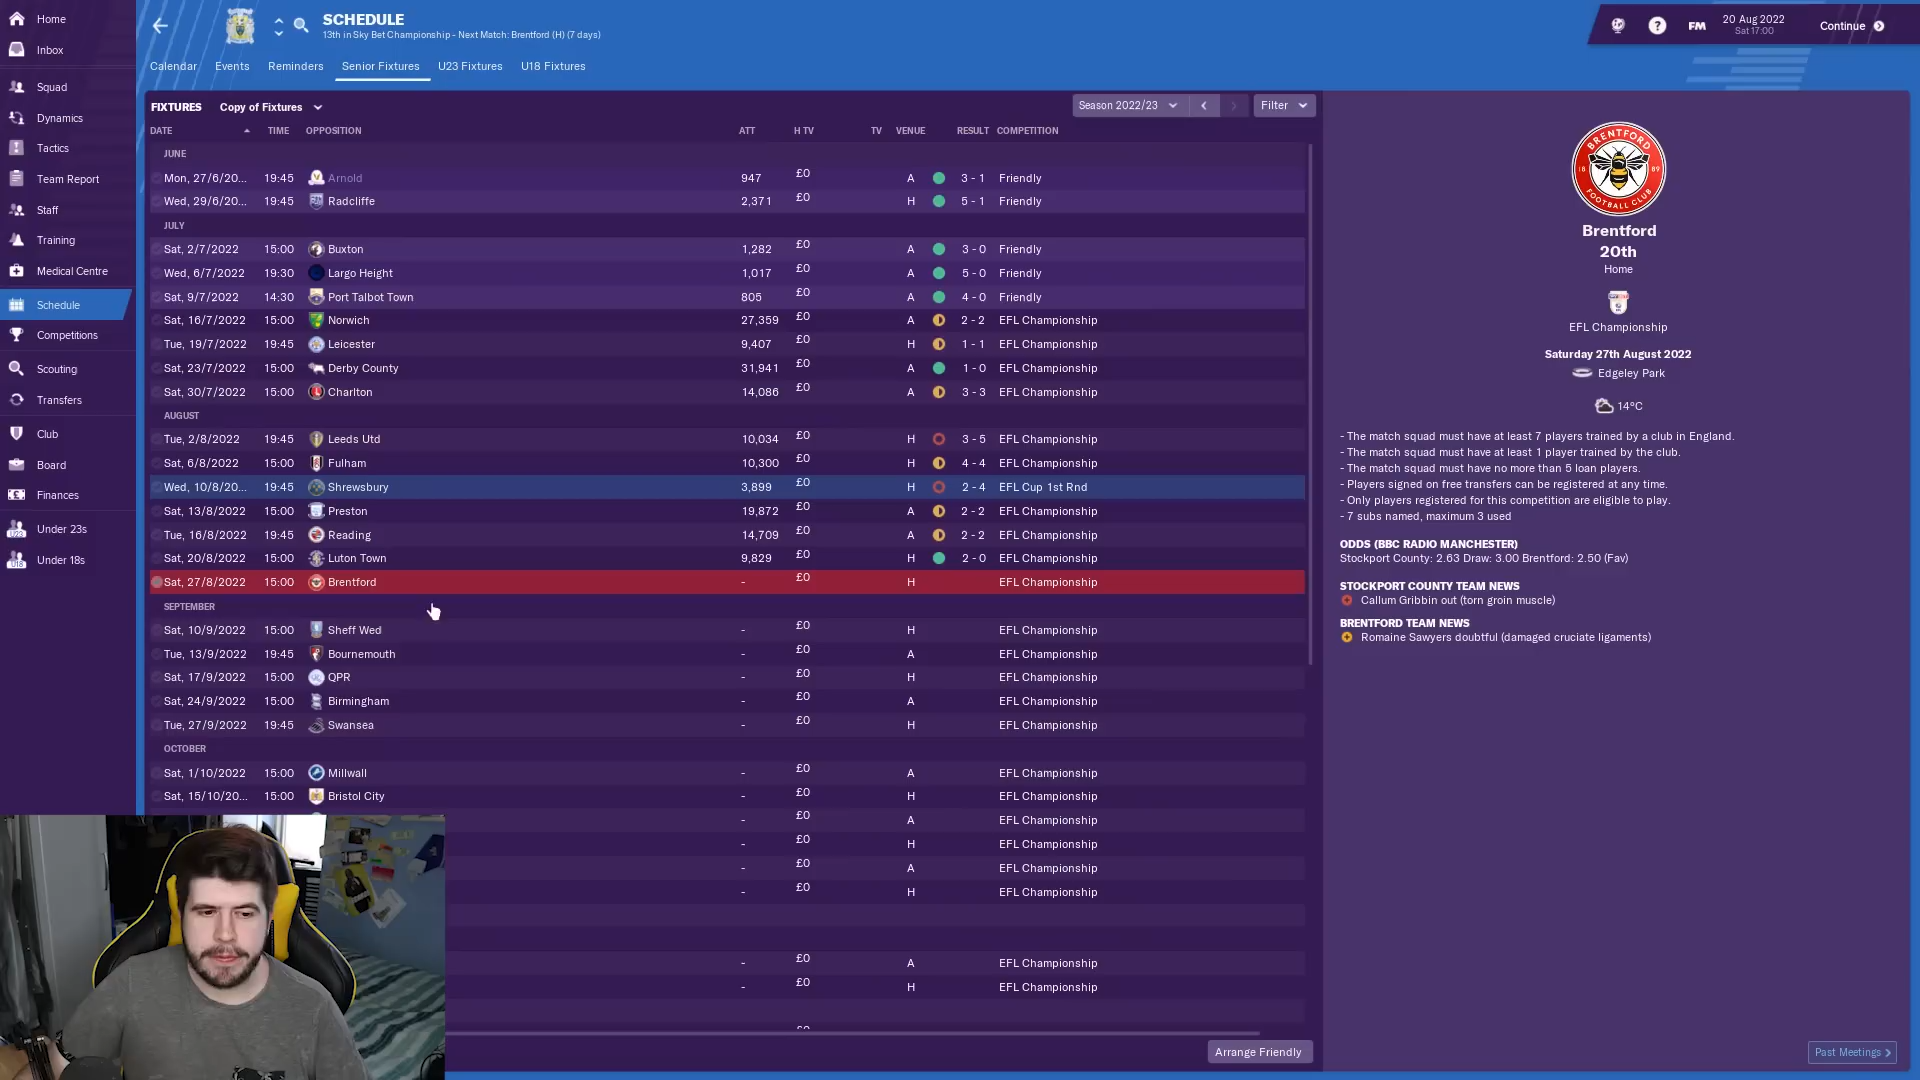 Home
Inbox
Squad
Dynamics
Tactics
Team Report
Staff
Training
Medical Centre
Schedule
Competitions
Scouting
Transfers
Club
Board
Finances
Under 23s
Under 18s
SCHEDULE
13th in Sky Bet Championship - Next Match: Brentford (H) (7 days)
FM
20 Aug 2022
Sat 17:00
Continue
Calendar Events Reminders Senior Fixtures U23 Fixtures U18 Fixtures
FIXTURES Copy of Fixtures Season 2022/23 Filter
DATE TIME OPPOSITION ATT H TV TV VENUE RESULT COMPETITION
JUNE
Mon, 27/6/20... 19:45 Arnold 947 £0 A 3 - 1 Friendly
Wed, 29/6/20... 19:45 Radcliffe 2,371 £0 H 5 - 1 Friendly
JULY
Sat, 2/7/2022 15:00 Buxton 1,282 £0 A 3 - 0 Friendly
Wed, 6/7/2022 19:30 Largo Height 1,017 £0 A 5 - 0 Friendly
Sat, 9/7/2022 14:30 Port Talbot Town 805 £0 A 4 - 0 Friendly
Sat, 16/7/2022 15:00 Norwich 27,359 £0 A 2 - 2 EFL Championship
Tue, 19/7/2022 19:45 Leicester 9,407 £0 H 1 - 1 EFL Championship
Sat, 23/7/2022 15:00 Derby County 31,941 £0 A 1 - 0 EFL Championship
Sat, 30/7/2022 15:00 Charlton 14,086 £0 A 3 - 3 EFL Championship
AUGUST
Tue, 2/8/2022 19:45 Leeds Utd 10,034 £0 H 3 - 5 EFL Championship
Sat, 6/8/2022 15:00 Fulham 10,300 £0 H 4 - 4 EFL Championship
Wed, 10/8/20... 19:45 Shrewsbury 3,899 £0 H 2 - 4 EFL Cup 1st Rnd
Sat, 13/8/2022 15:00 Preston 19,872 £0 A 2 - 2 EFL Championship
Tue, 16/8/2022 19:45 Reading 14,709 £0 A 2 - 2 EFL Championship
Sat, 20/8/2022 15:00 Luton Town 9,829 £0 H 2 - 0 EFL Championship
Sat, 27/8/2022 15:00 Brentford - £0 H EFL Championship
SEPTEMBER
Sat, 10/9/2022 15:00 Sheff Wed - £0 H EFL Championship
Tue, 13/9/2022 19:45 Bournemouth - £0 A EFL Championship
Sat, 17/9/2022 15:00 QPR - £0 H EFL Championship
Sat, 24/9/2022 15:00 Birmingham - £0 A EFL Championship
Tue, 27/9/2022 19:45 Swansea - £0 H EFL Championship
OCTOBER
Sat, 1/10/2022 15:00 Millwall - £0 A EFL Championship
Sat, 15/10/20... 15:00 Bristol City - £0 H EFL Championship
- £0 A EFL Championship
- £0 H EFL Championship
- £0 A EFL Championship
- £0 H EFL Championship
- £0 A EFL Championship
- £0 H EFL Championship
Arrange Friendly
BRENTFORD
18 89
FOOTBALL CLUB
Brentford
20th
Home
EFL Championship
Saturday 27th August 2022
Edgeley Park
14°C
- The match squad must have at least 7 players trained by a club in England.
- The match squad must have at least 1 player trained by the club.
- The match squad must have no more than 5 loan players.
- Players signed on free transfers can be registered at any time.
- Only players registered for this competition are eligible to play.
- 7 subs named, maximum 3 used
ODDS (BBC RADIO MANCHESTER)
Stockport County: 2.63 Draw: 3.00 Brentford: 2.50 (Fav)
STOCKPORT COUNTY TEAM NEWS
Callum Gribbin out (torn groin muscle)
BRENTFORD TEAM NEWS
Romaine Sawyers doubtful (damaged cruciate ligaments)
Past Meetings